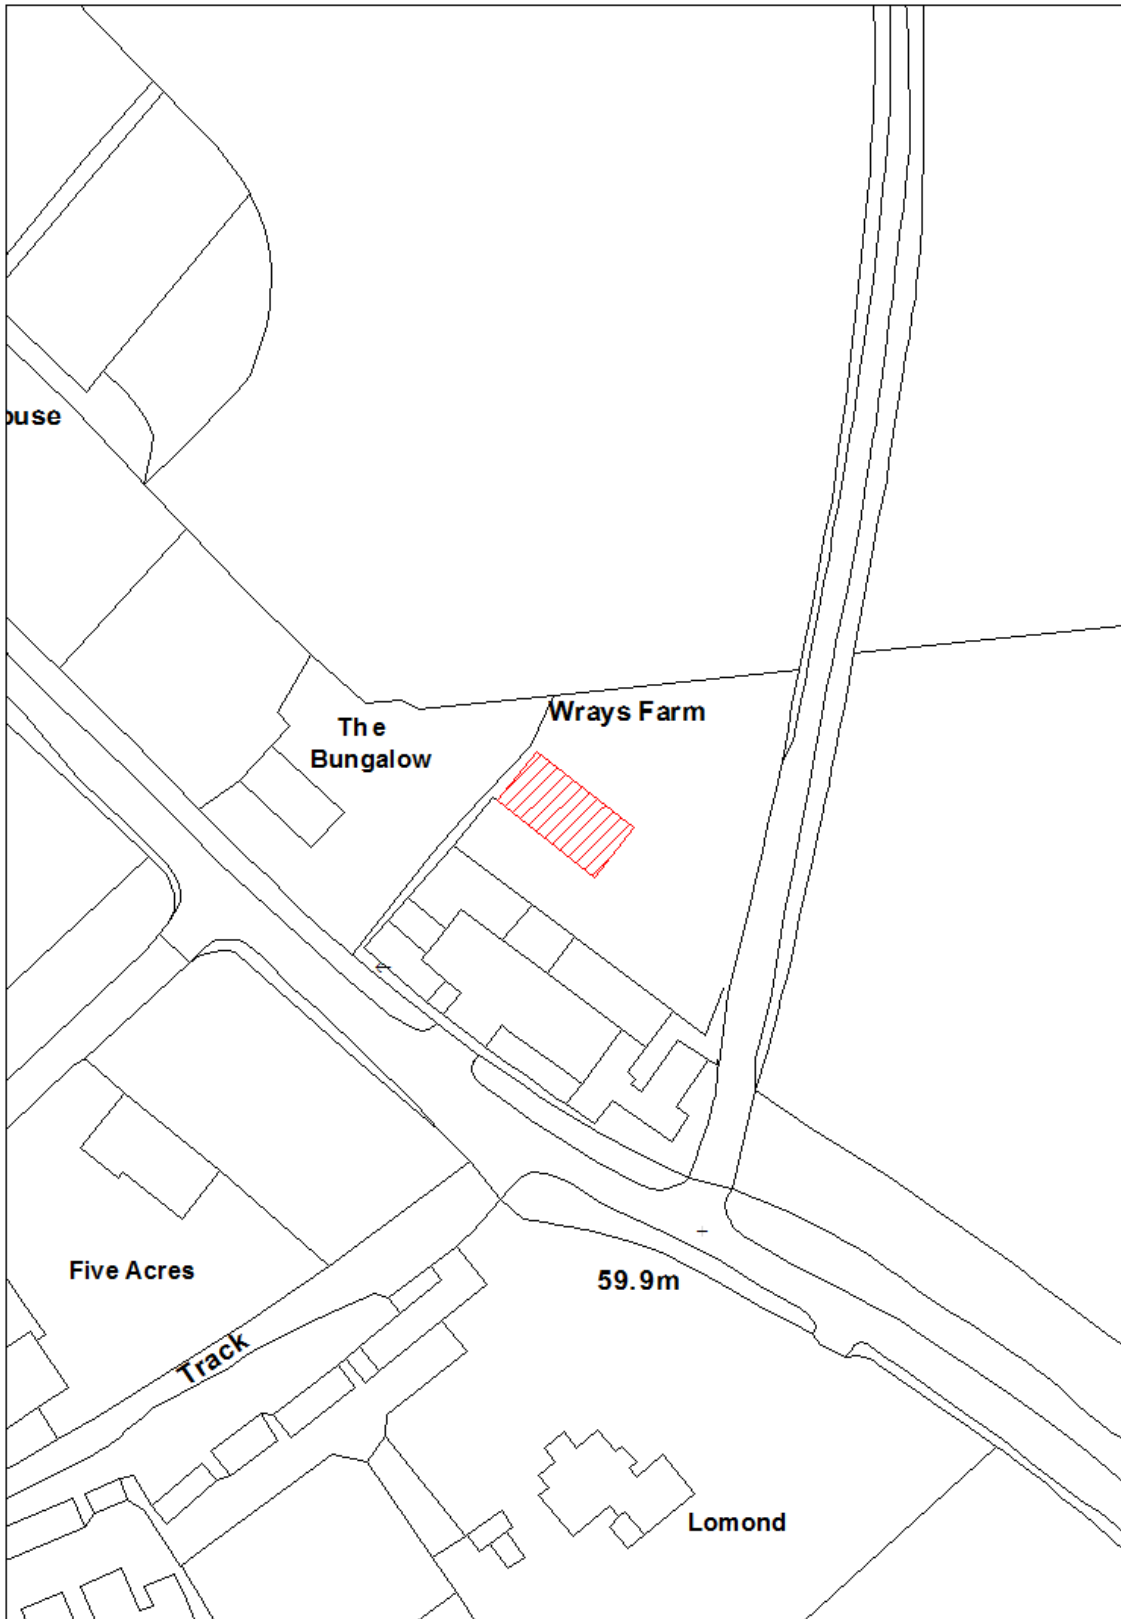 ouse
Wrays Farm
The
Bungalow
Five Acres
59.9m
Track
Lomond